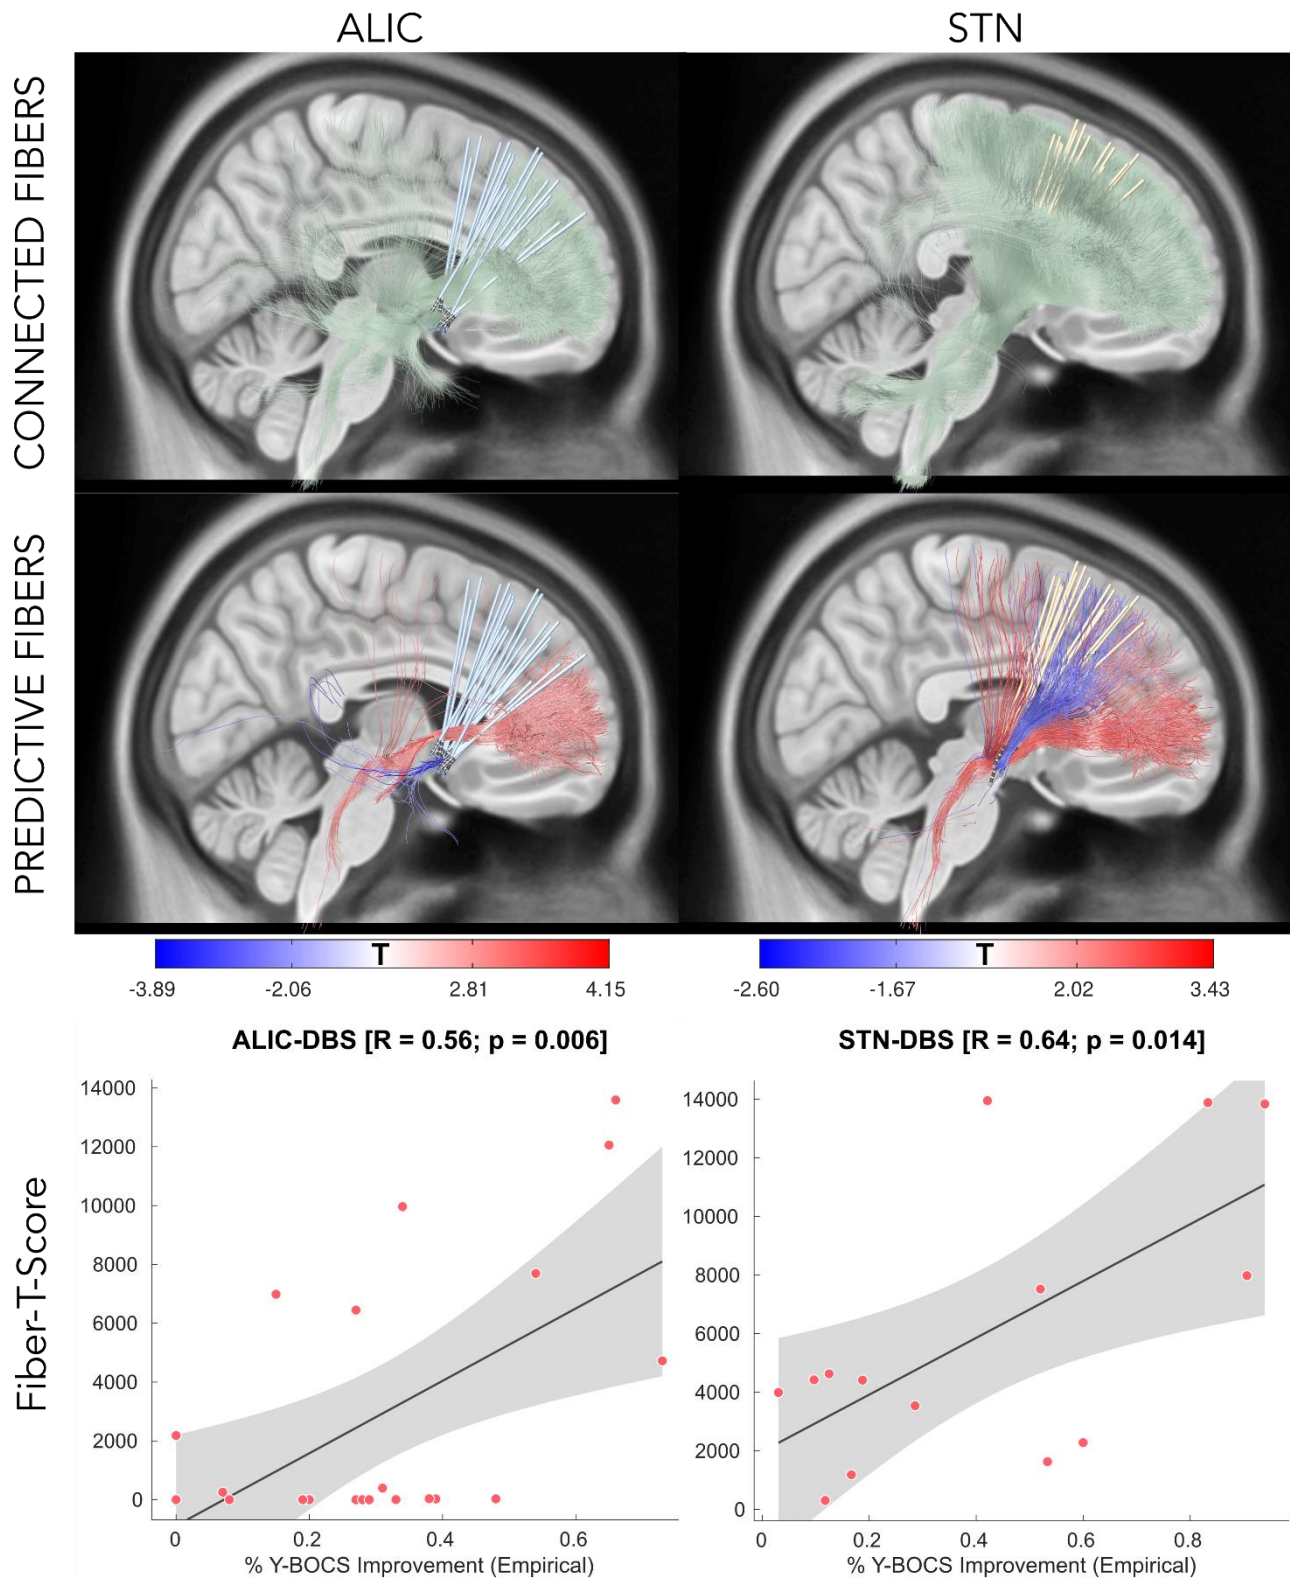 ALIC STN
CONNECTED FIBERS
PREDICTIVE FIBERS
T T
-3.89 -2.06 2.81 4.15 -2.60 -1.67 2.02 3.43
ALIC-DBS [R = 0.56; p = 0.006] STN-DBS [R = 0.64; p = 0.014]
Fiber-T-Score
14000
12000
10000
8000
6000
4000
2000
0
0 0.2 0.4 0.6
% Y-BOCS Improvement (Empirical)
14000
12000
10000
8000
6000
4000
2000
0
0 0.2 0.4 0.6 0.8
% Y-BOCS Improvement (Empirical)